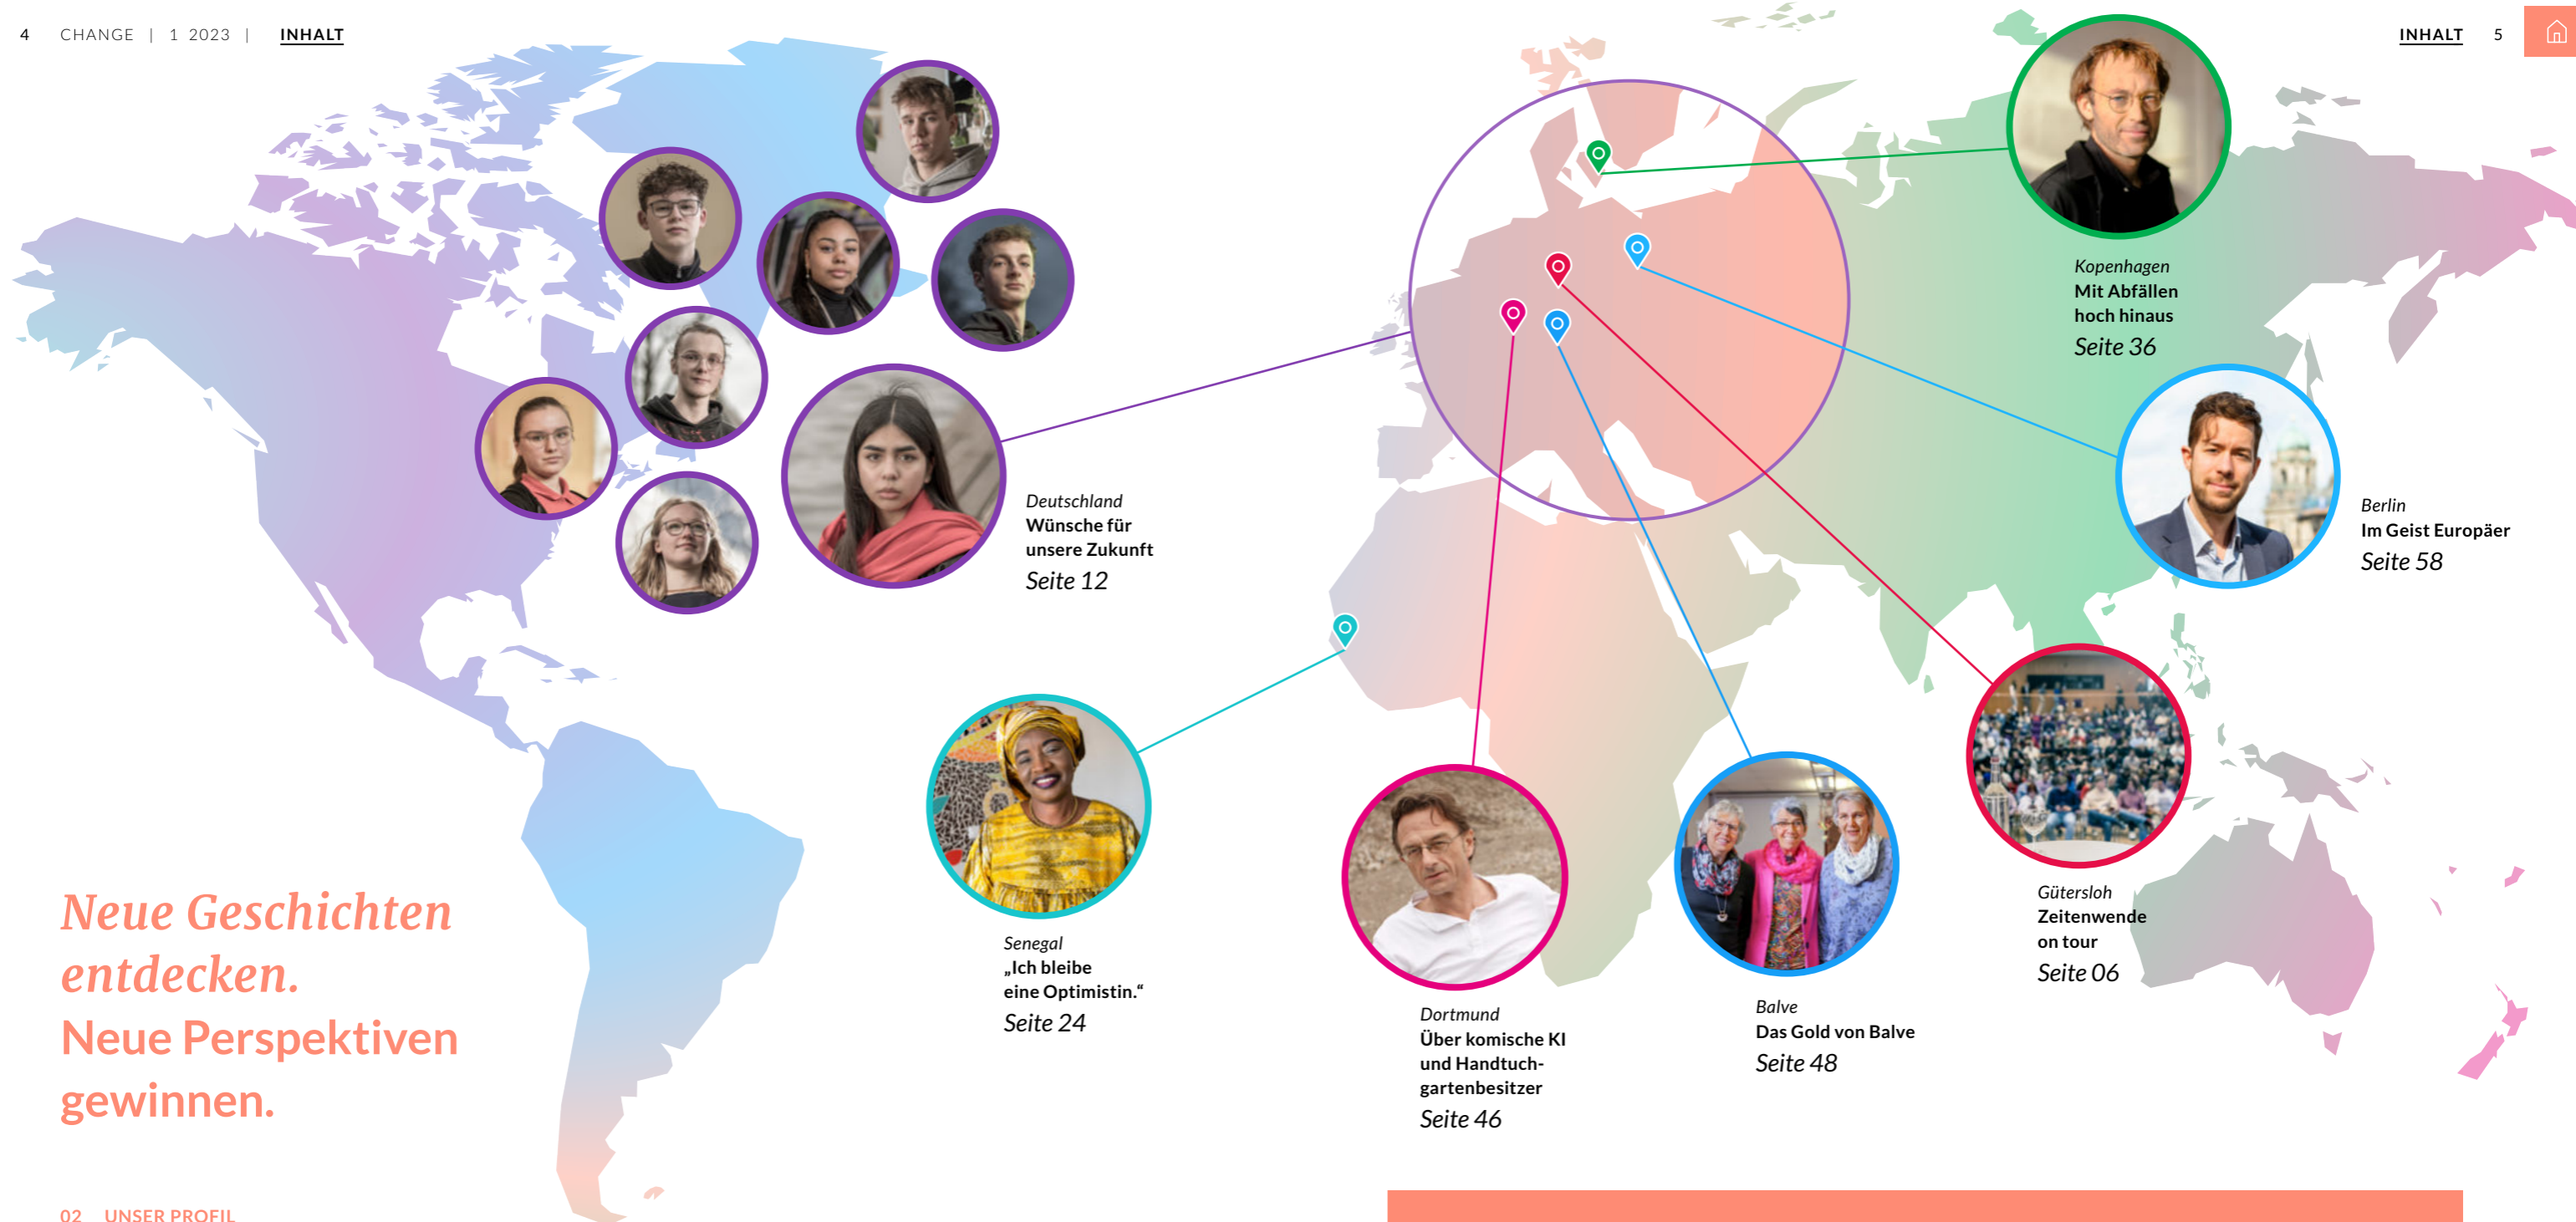 4 CHANGE | 1 2023 | INHALT
INHALT 5
Kopenhagen
Mit Abfällen
hoch hinaus
Seite 36
Deutschland
Wünsche für
unsere Zukunft
Seite 12
Berlin
Im Geist Europäer
Seite 58
Neue Geschichten
entdecken.
Neue Perspektiven
gewinnen.
Senegal
„Ich bleibe
eine Optimistin.“
Seite 24
Dortmund
Über komische KI
und Handtuch-
gartenbesitzer
Seite 46
Balve
Das Gold von Balve
Seite 48
Gütersloh
Zeitenwende
on tour
Seite 06
02 UNSER PROFIL